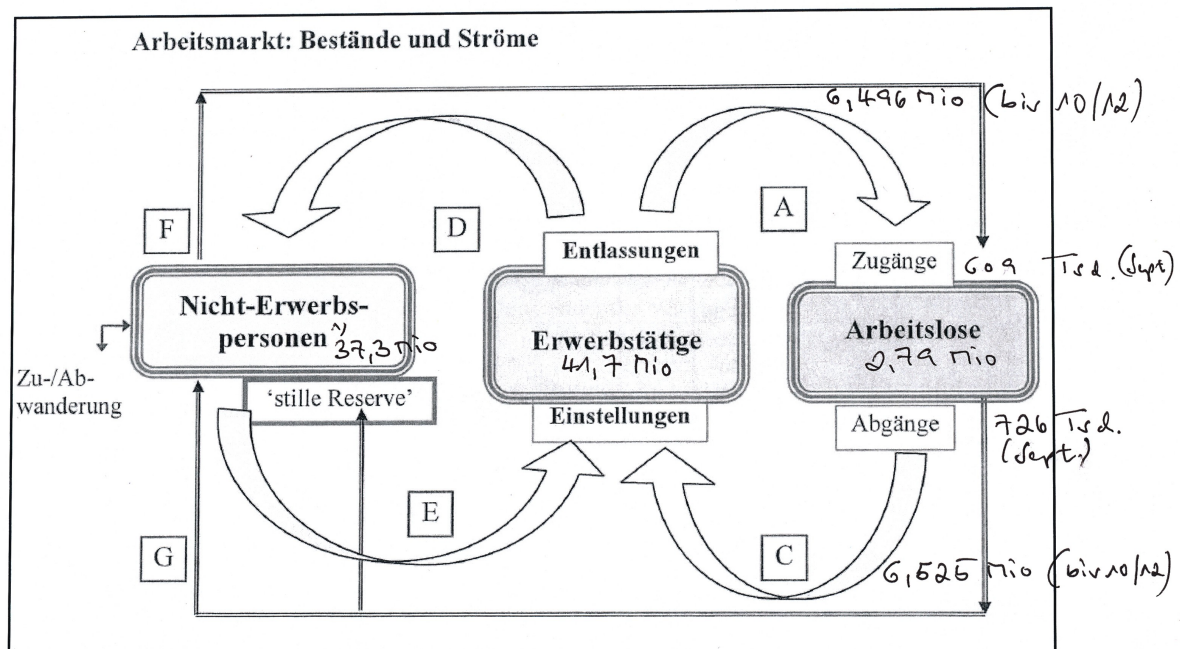 Arbeitsmarkt: Bestände und Ströme
6,496 Mio (bis 10/12)
F
D
A
Entlassungen
Zugänge 609 Tsd. (Sept)
Nicht-Erwerbs-
personen ~ 37,3 Mio
Erwerbstätige
41,7 Mio
Arbeitslose
2,79 Mio
Zu-/Ab-
wanderung
'stille Reserve'
Einstellungen
Abgänge
726 Tsd.
(Sept.)
E
G
C
6,525 Mio (bis 10/12)